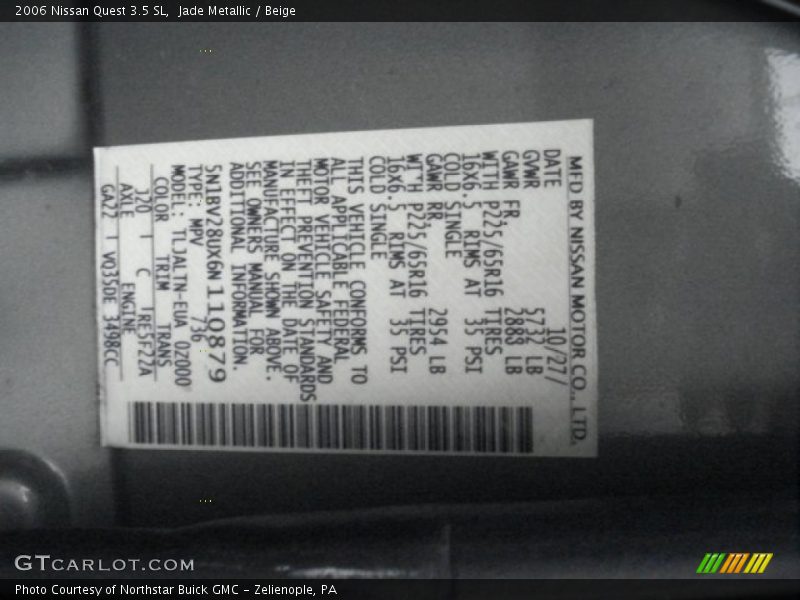 2006 Nissan Quest 3.5 SL,  Jade Metallic / Beige
MFD BY NISSAN MOTOR CO., LTD.
DATE 10/27/
GVWR 5732 LB
GAWR FR. 2883 LB
WITH P225/65R16 TIRES
16X6.5 RIMS AT 35 PSI
COLD SINGLE
GAWR RR 2954 LB
WITH P225/65R16 TIRES
16X6.5 RIMS AT 35 PSI
COLD SINGLE
THIS VEHICLE CONFORMS TO
ALL APPLICABLE FEDERAL
MOTOR VEHICLE SAFETY AND
THEFT PREVENTION STANDARDS
IN EFFECT ON THE DATE OF
MANUFACTURE SHOWN ABOVE.
SEE OWNERS MANUAL FOR
ADDITIONAL INFORMATION.
5N1BV28UX6N110879
TYPE: MPV 736
MODEL: TLJALTN-EUA 0Z000
COLOR TRIM TRANS
J20 C RE5F22A
AXLE ENGINE
GA22 VQ35DE 3498CC
GTCARLOT.COM
Photo Courtesy of Northstar Buick GMC - Zelienople, PA